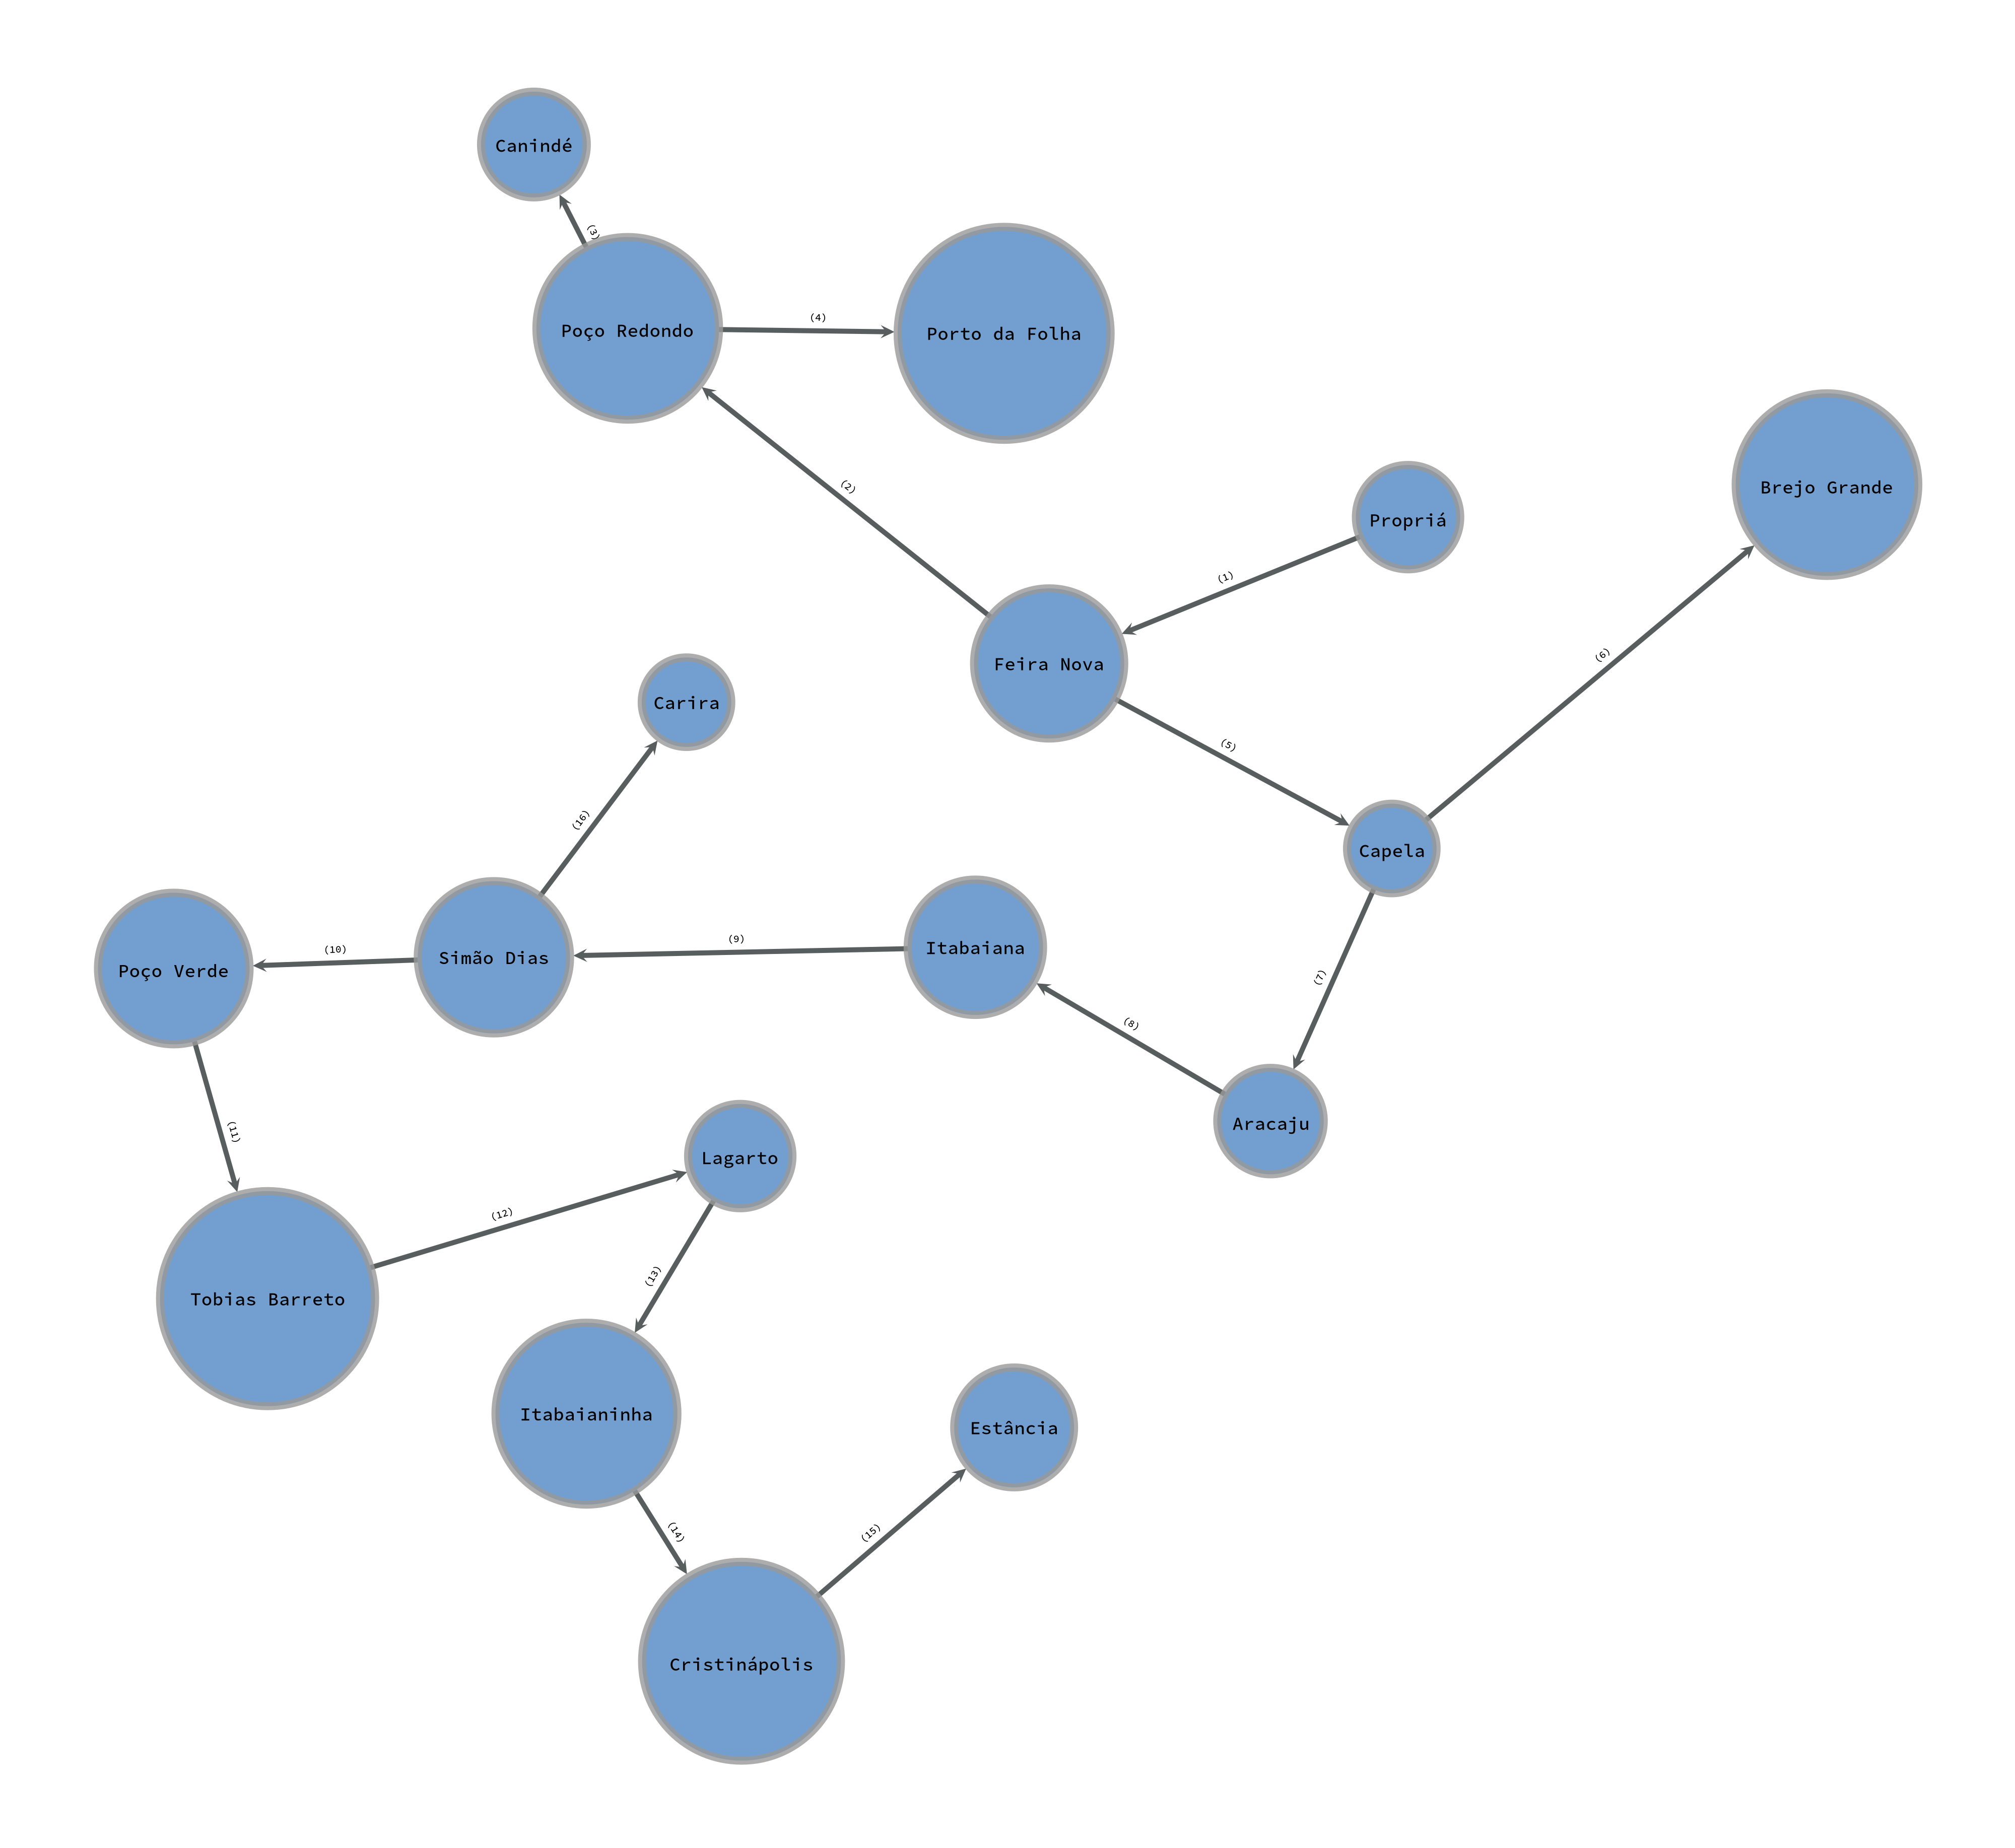 Canindé
(3)
Poço Redondo
(4)
Porto da Folha
(2)
Brejo Grande
Propriá
(1)
(6)
Feira Nova
Carira
(5)
(16)
Capela
(10)
(9)
Itabaiana
Simão Dias
Poço Verde
(7)
(8)
(11)
Aracaju
Lagarto
(12)
(13)
Tobias Barreto
Itabaianinha
Estância
(14)
(15)
Cristinápolis